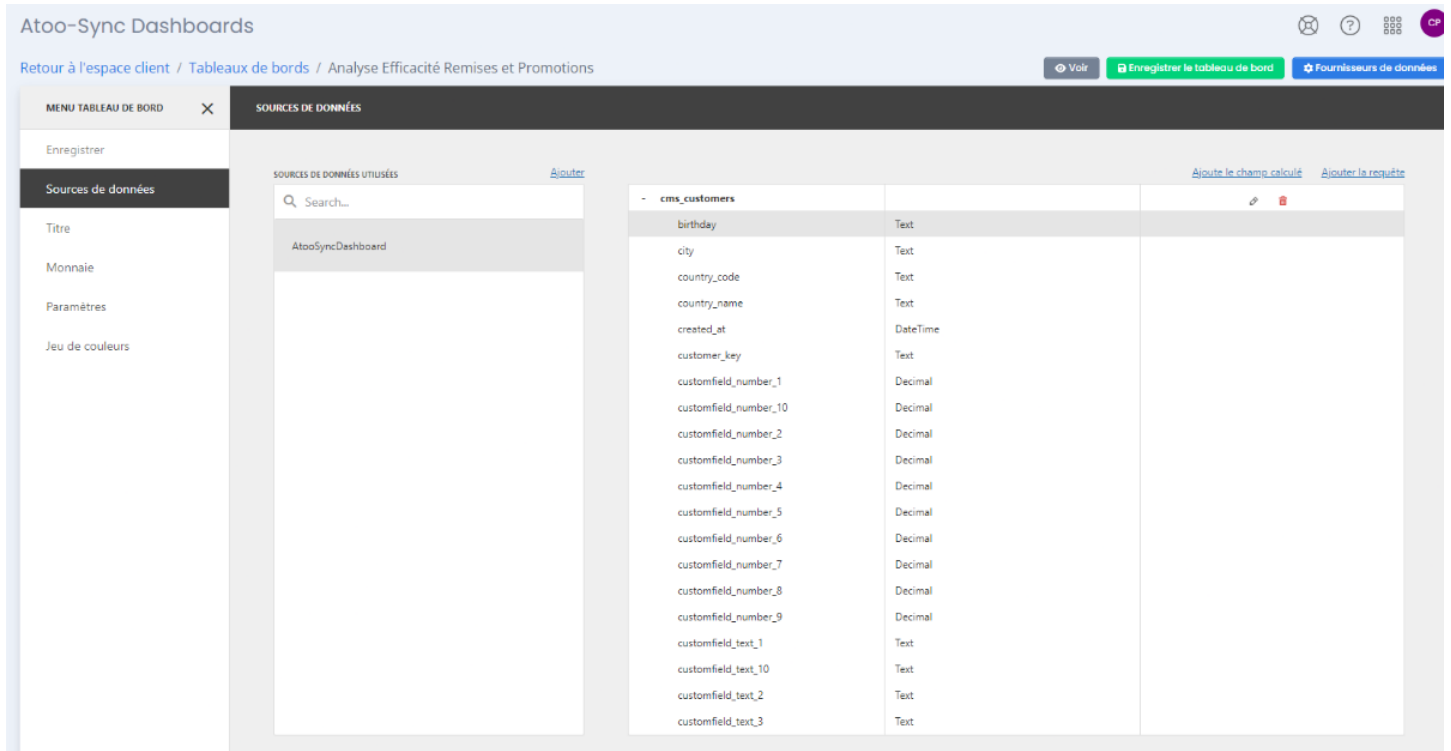 Atoo-Sync Dashboards
CP
Retour à l'espace client / Tableaux de bords / Analyse Efficacité Remises et Promotions
Voir
Enregistrer le tableau de bord
Fournisseurs de données
MENU TABLEAU DE BORD
SOURCES DE DONNÉES
Enregistrer
Sources de données
Titre
Monnaie
Paramètres
Jeu de couleurs
SOURCES DE DONNÉES UTILISÉES
Ajouter
Search...
AtooSyncDashboard
Ajoute le champ calculé
Ajouter la requête
- cms_customers
birthday Text
city Text
country_code Text
country_name Text
created_at DateTime
customer_key Text
customfield_number_1 Decimal
customfield_number_10 Decimal
customfield_number_2 Decimal
customfield_number_3 Decimal
customfield_number_4 Decimal
customfield_number_5 Decimal
customfield_number_6 Decimal
customfield_number_7 Decimal
customfield_number_8 Decimal
customfield_number_9 Decimal
customfield_text_1 Text
customfield_text_10 Text
customfield_text_2 Text
customfield_text_3 Text